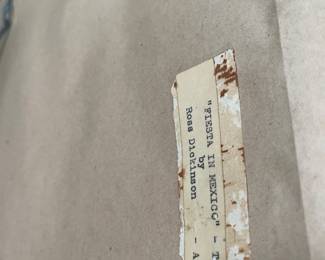 "FIESTA IN MEXICO" - T
by
Ross Dickinson - A